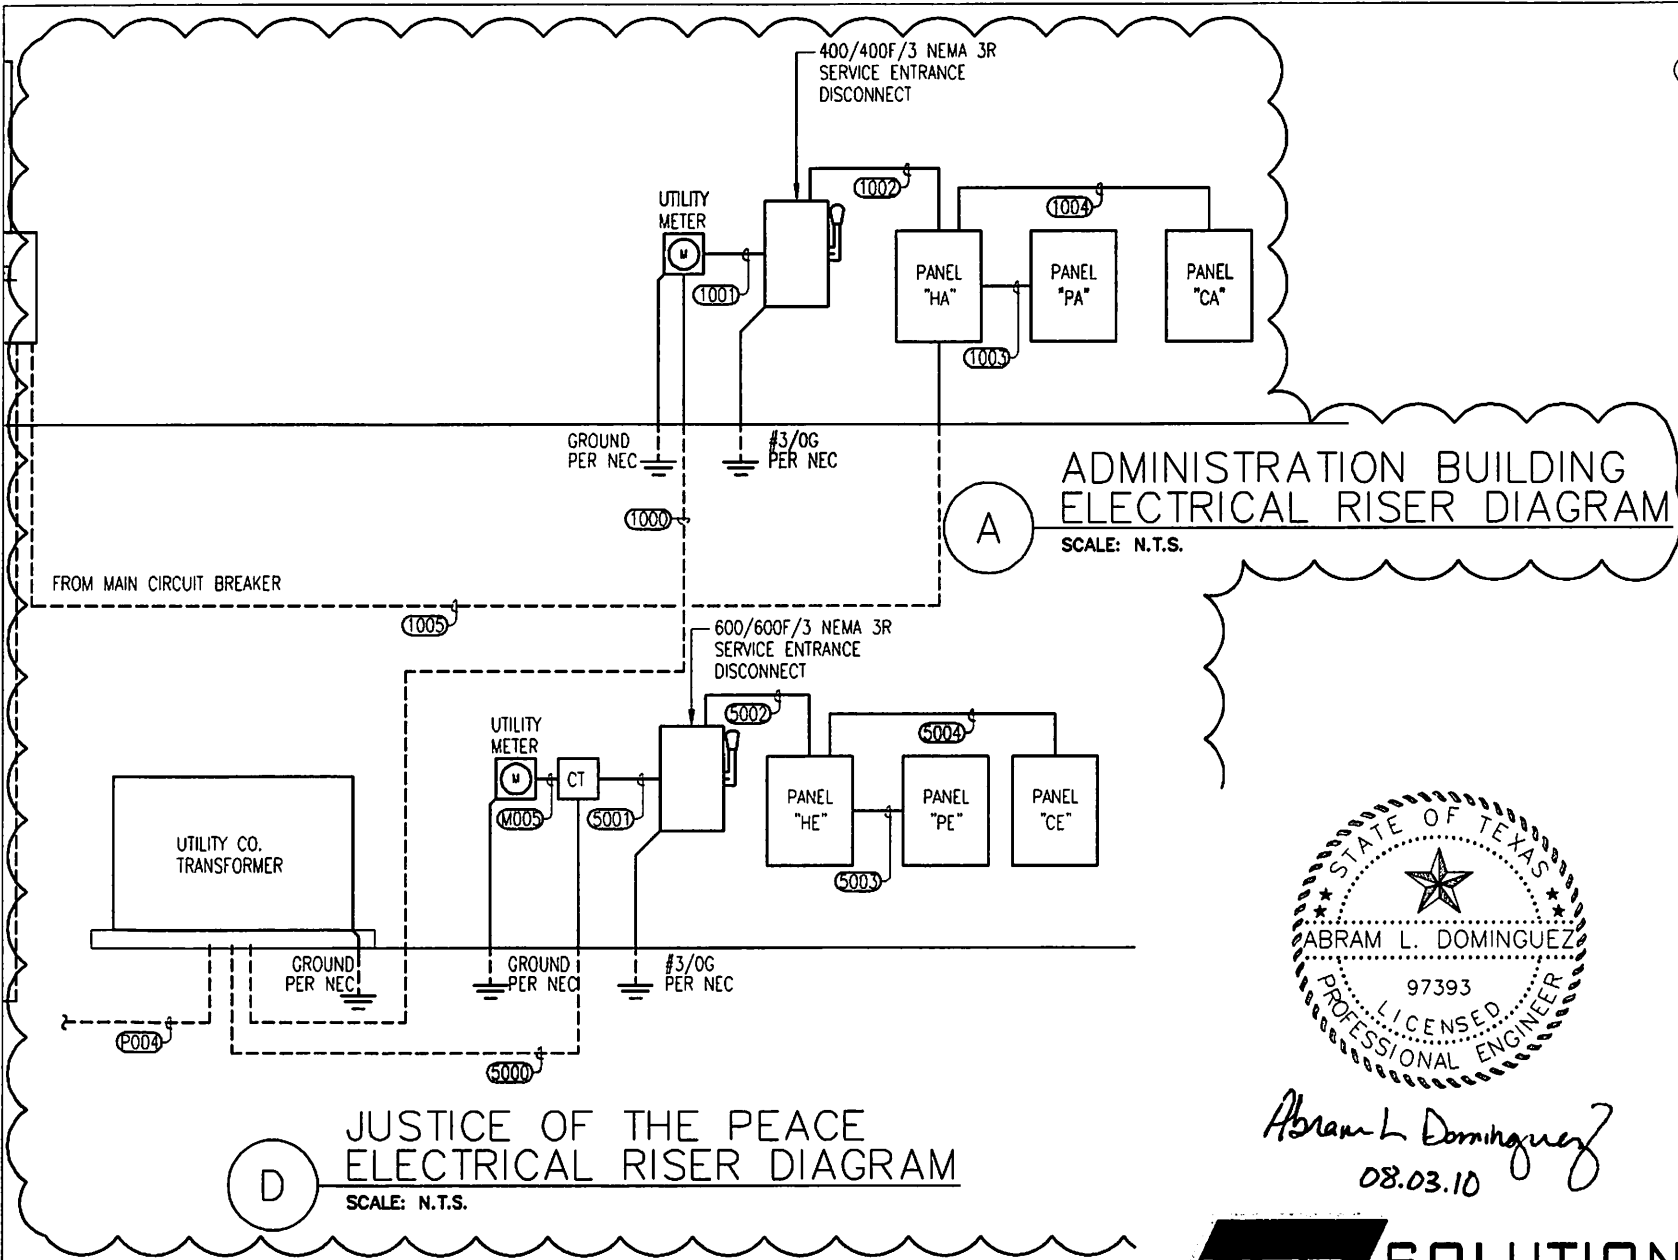 400/400F/3 NEMA 3R
SERVICE ENTRANCE
DISCONNECT
1002
UTILITY
METER
M
1001
1004
PANEL
"HA"
PANEL
"PA"
PANEL
"CA"
1003
GROUND
PER NEC
#3/0G
PER NEC
1000
A
ADMINISTRATION BUILDING
ELECTRICAL RISER DIAGRAM
SCALE: N.T.S.
FROM MAIN CIRCUIT BREAKER
1005
600/600F/3 NEMA 3R
SERVICE ENTRANCE
DISCONNECT
5002
UTILITY
METER
M
CT
M005
5001
5004
PANEL
"HE"
PANEL
"PE"
PANEL
"CE"
5003
UTILITY CO.
TRANSFORMER
GROUND
PER NEC
GROUND
PER NEC
#3/0G
PER NEC
P004
5000
D
JUSTICE OF THE PEACE
ELECTRICAL RISER DIAGRAM
SCALE: N.T.S.
STATE OF TEXAS
ABRAM L. DOMINGUEZ
97393
LICENSED
PROFESSIONAL ENGINEER
Abram L Dominguez
08.03.10
SOLUTION